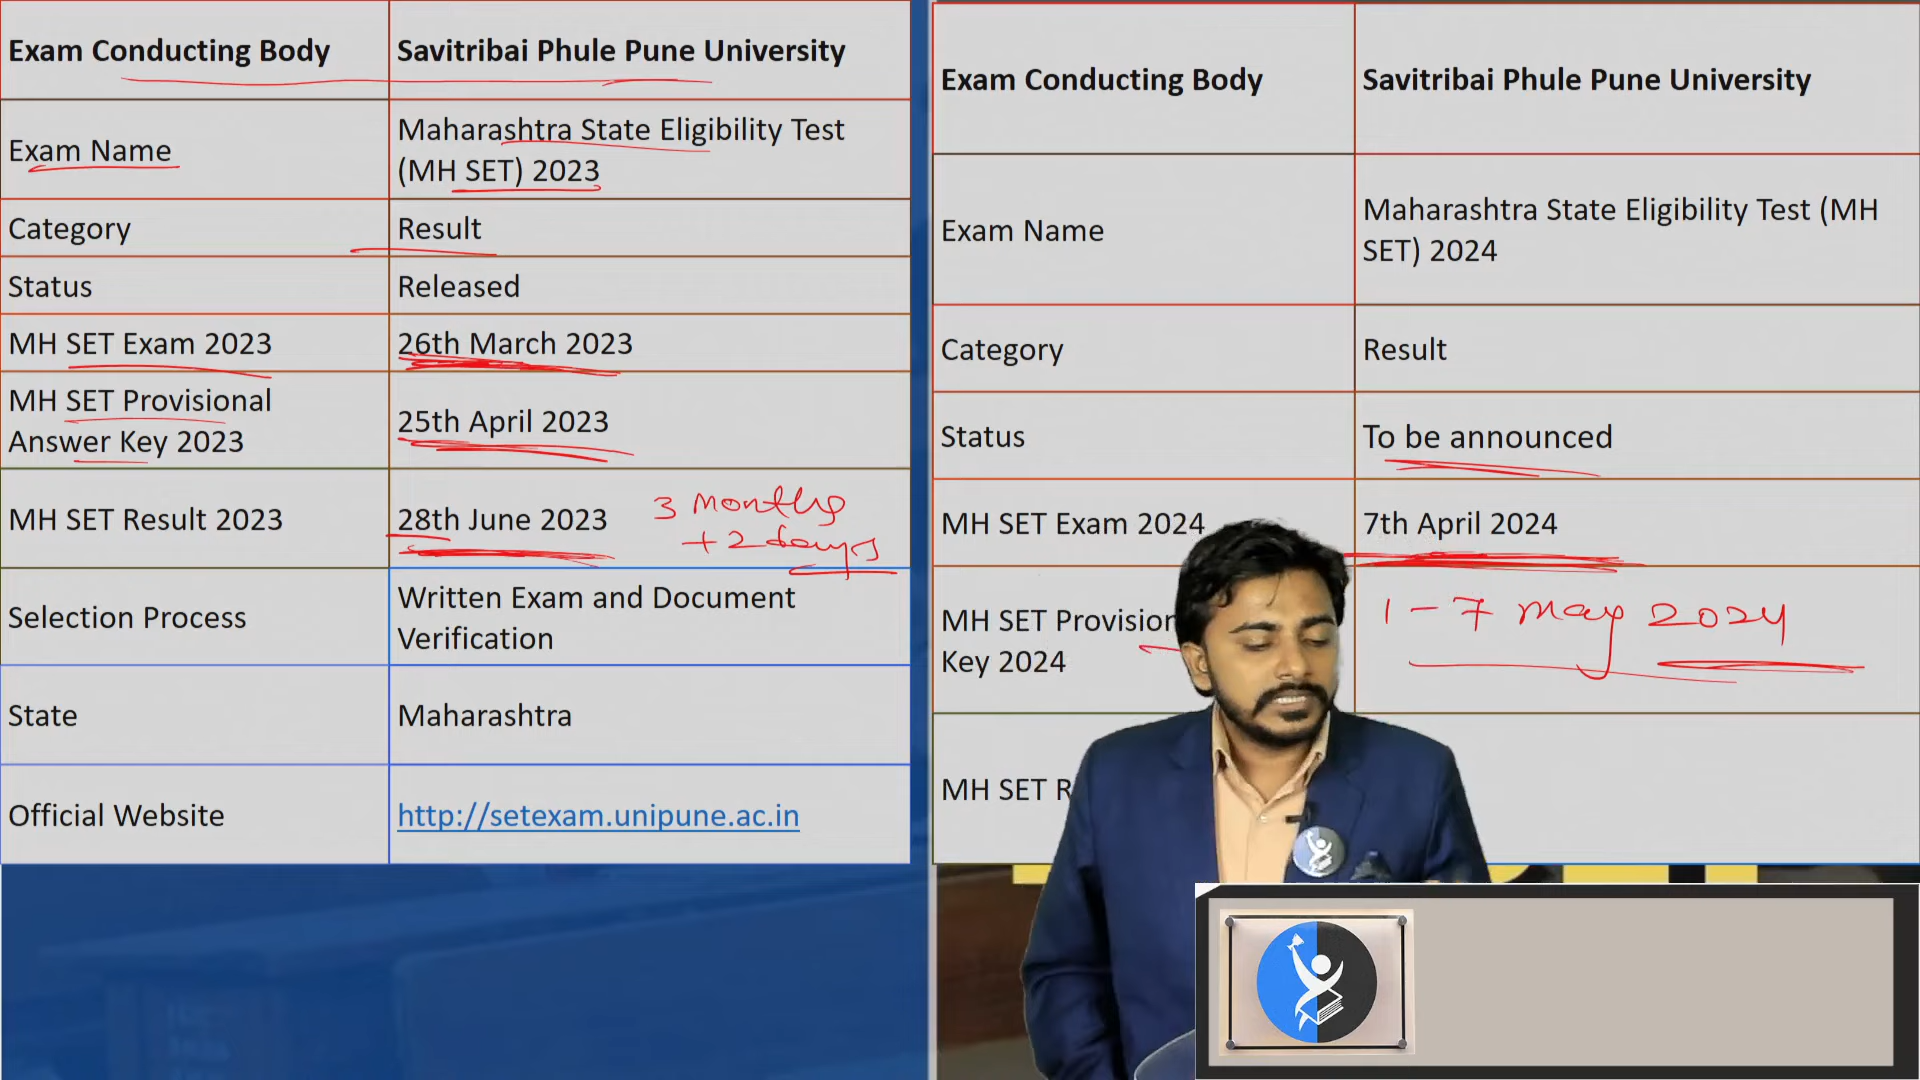 Exam Conducting Body
Savitribai Phule Pune University
Exam Name
Maharashtra State Eligibility Test
(MH SET) 2023
Category
Result
Status
Released
MH SET Exam 2023
26th March 2023
MH SET Provisional
Answer Key 2023
25th April 2023
MH SET Result 2023
28th June 2023
3 months
+2 days
Selection Process
Written Exam and Document
Verification
State
Maharashtra
Official Website
http://setexam.unipune.ac.in
Exam Conducting Body
Savitribai Phule Pune University
Exam Name
Maharashtra State Eligibility Test (MH
SET) 2024
Category
Result
Status
To be announced
MH SET Exam 2024
7th April 2024
MH SET Provision
Key 2024
1-7 may 2024
MH SET R